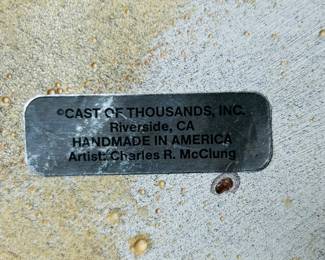 ©CAST OF THOUSANDS, INC.
Riverside, CA
HANDMADE IN AMERICA
Artist: Charles R. McClung